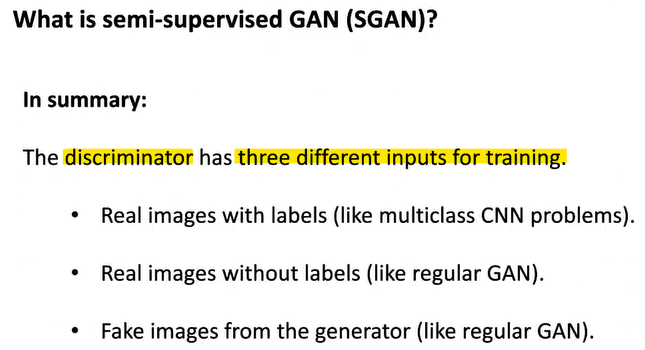 What is semi-supervised GAN (SGAN)?
In summary:
The discriminator has three different inputs for training.
• Real images with labels (like multiclass CNN problems).
• Real images without labels (like regular GAN).
• Fake images from the generator (like regular GAN).